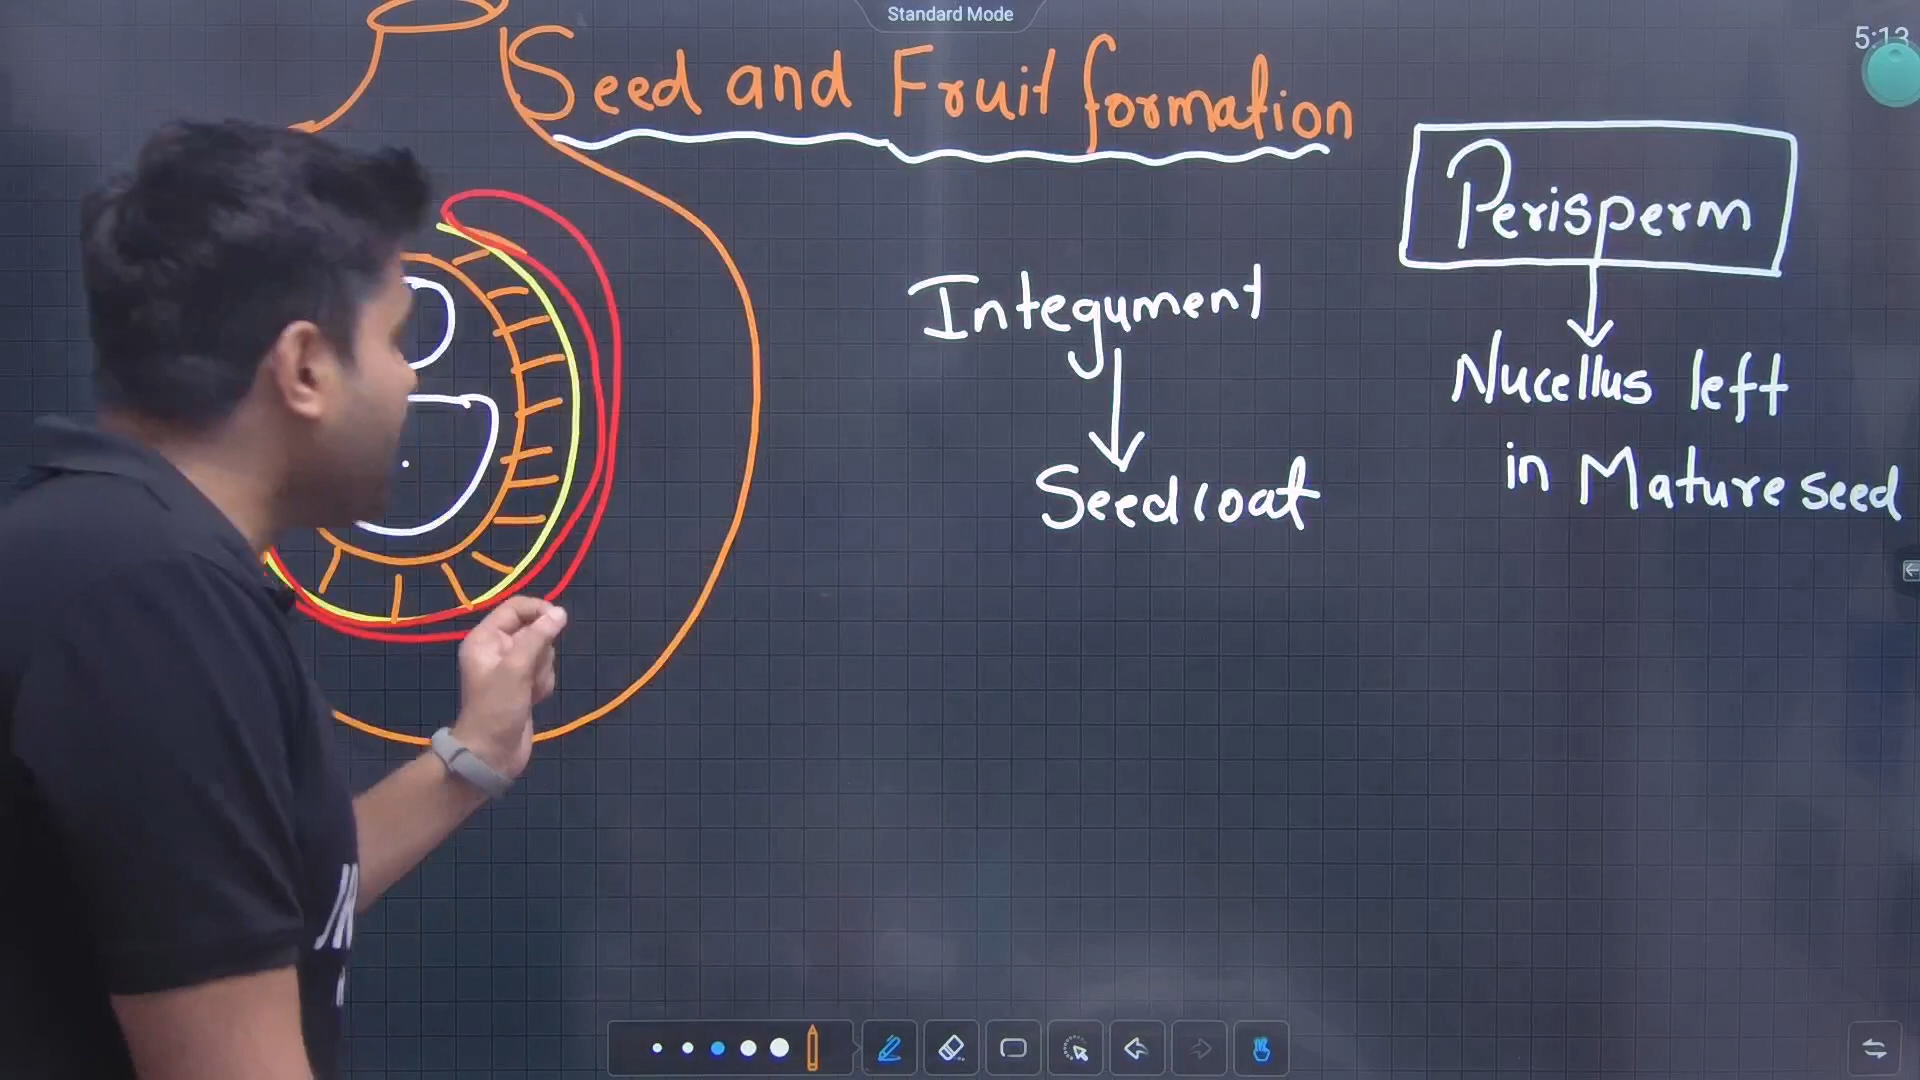 Standard Mode
5:13
Seed and Fruit formation
Perisperm
Integument
Nucellus left
in Mature seed
Seed coat